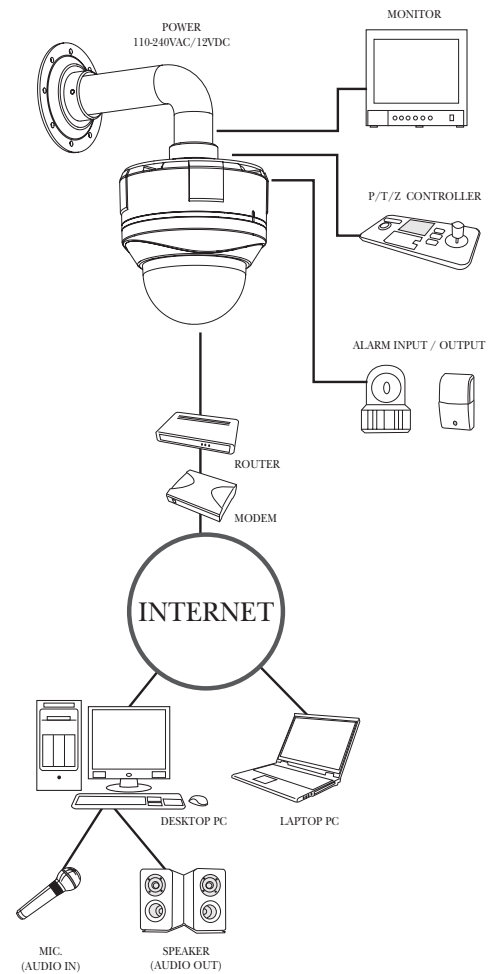 POWER
110-240VAC/12VDC
MONITOR
P/T/Z CONTROLLER
ALARM INPUT / OUTPUT
ROUTER
MODEM
INTERNET
DESKTOP PC
LAPTOP PC
MIC.
(AUDIO IN)
SPEAKER
(AUDIO OUT)